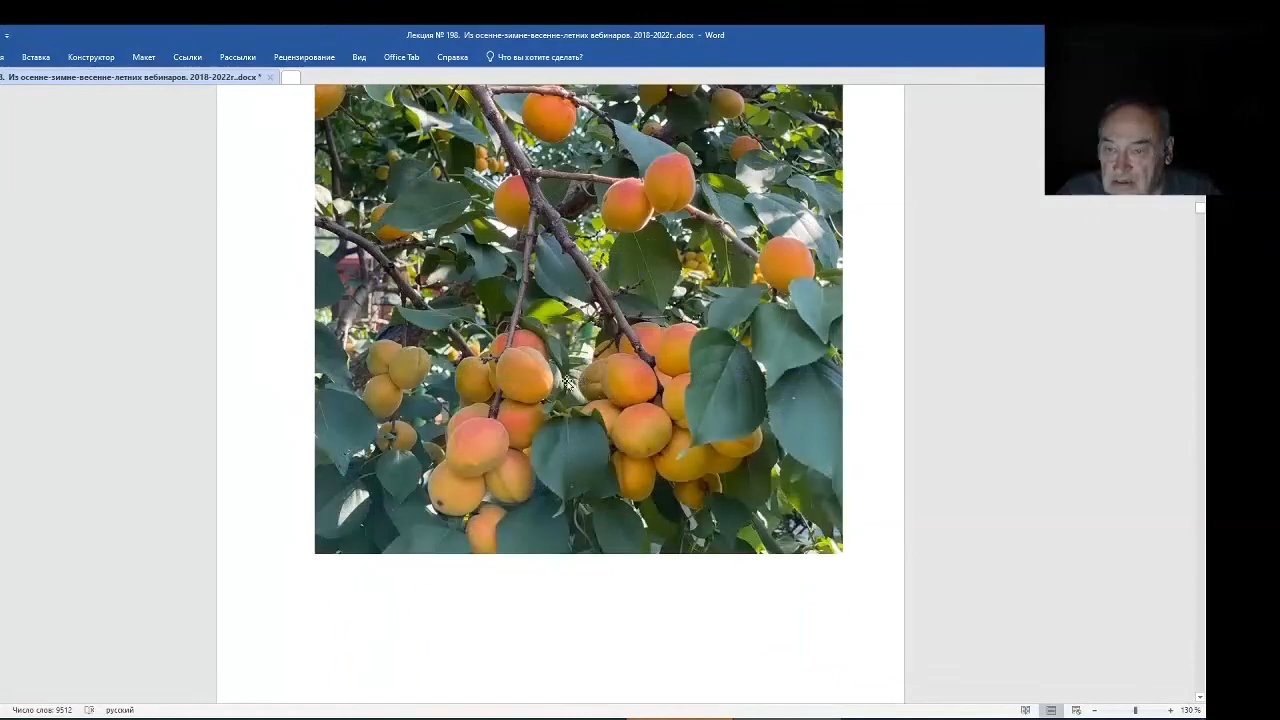 Лекция № 198. Из осенне-зимне-весенне-летних вебинаров. 2018-2022г..docx - Word
Вставка Конструктор Макет Ссылки Рассылки Рецензирование Вид Office Tab Справка Что вы хотите сделать?
8. Из осенне-зимне-весенне-летних вебинаров. 2018-2022г..docx *
Число слов: 9512 русский 130 %